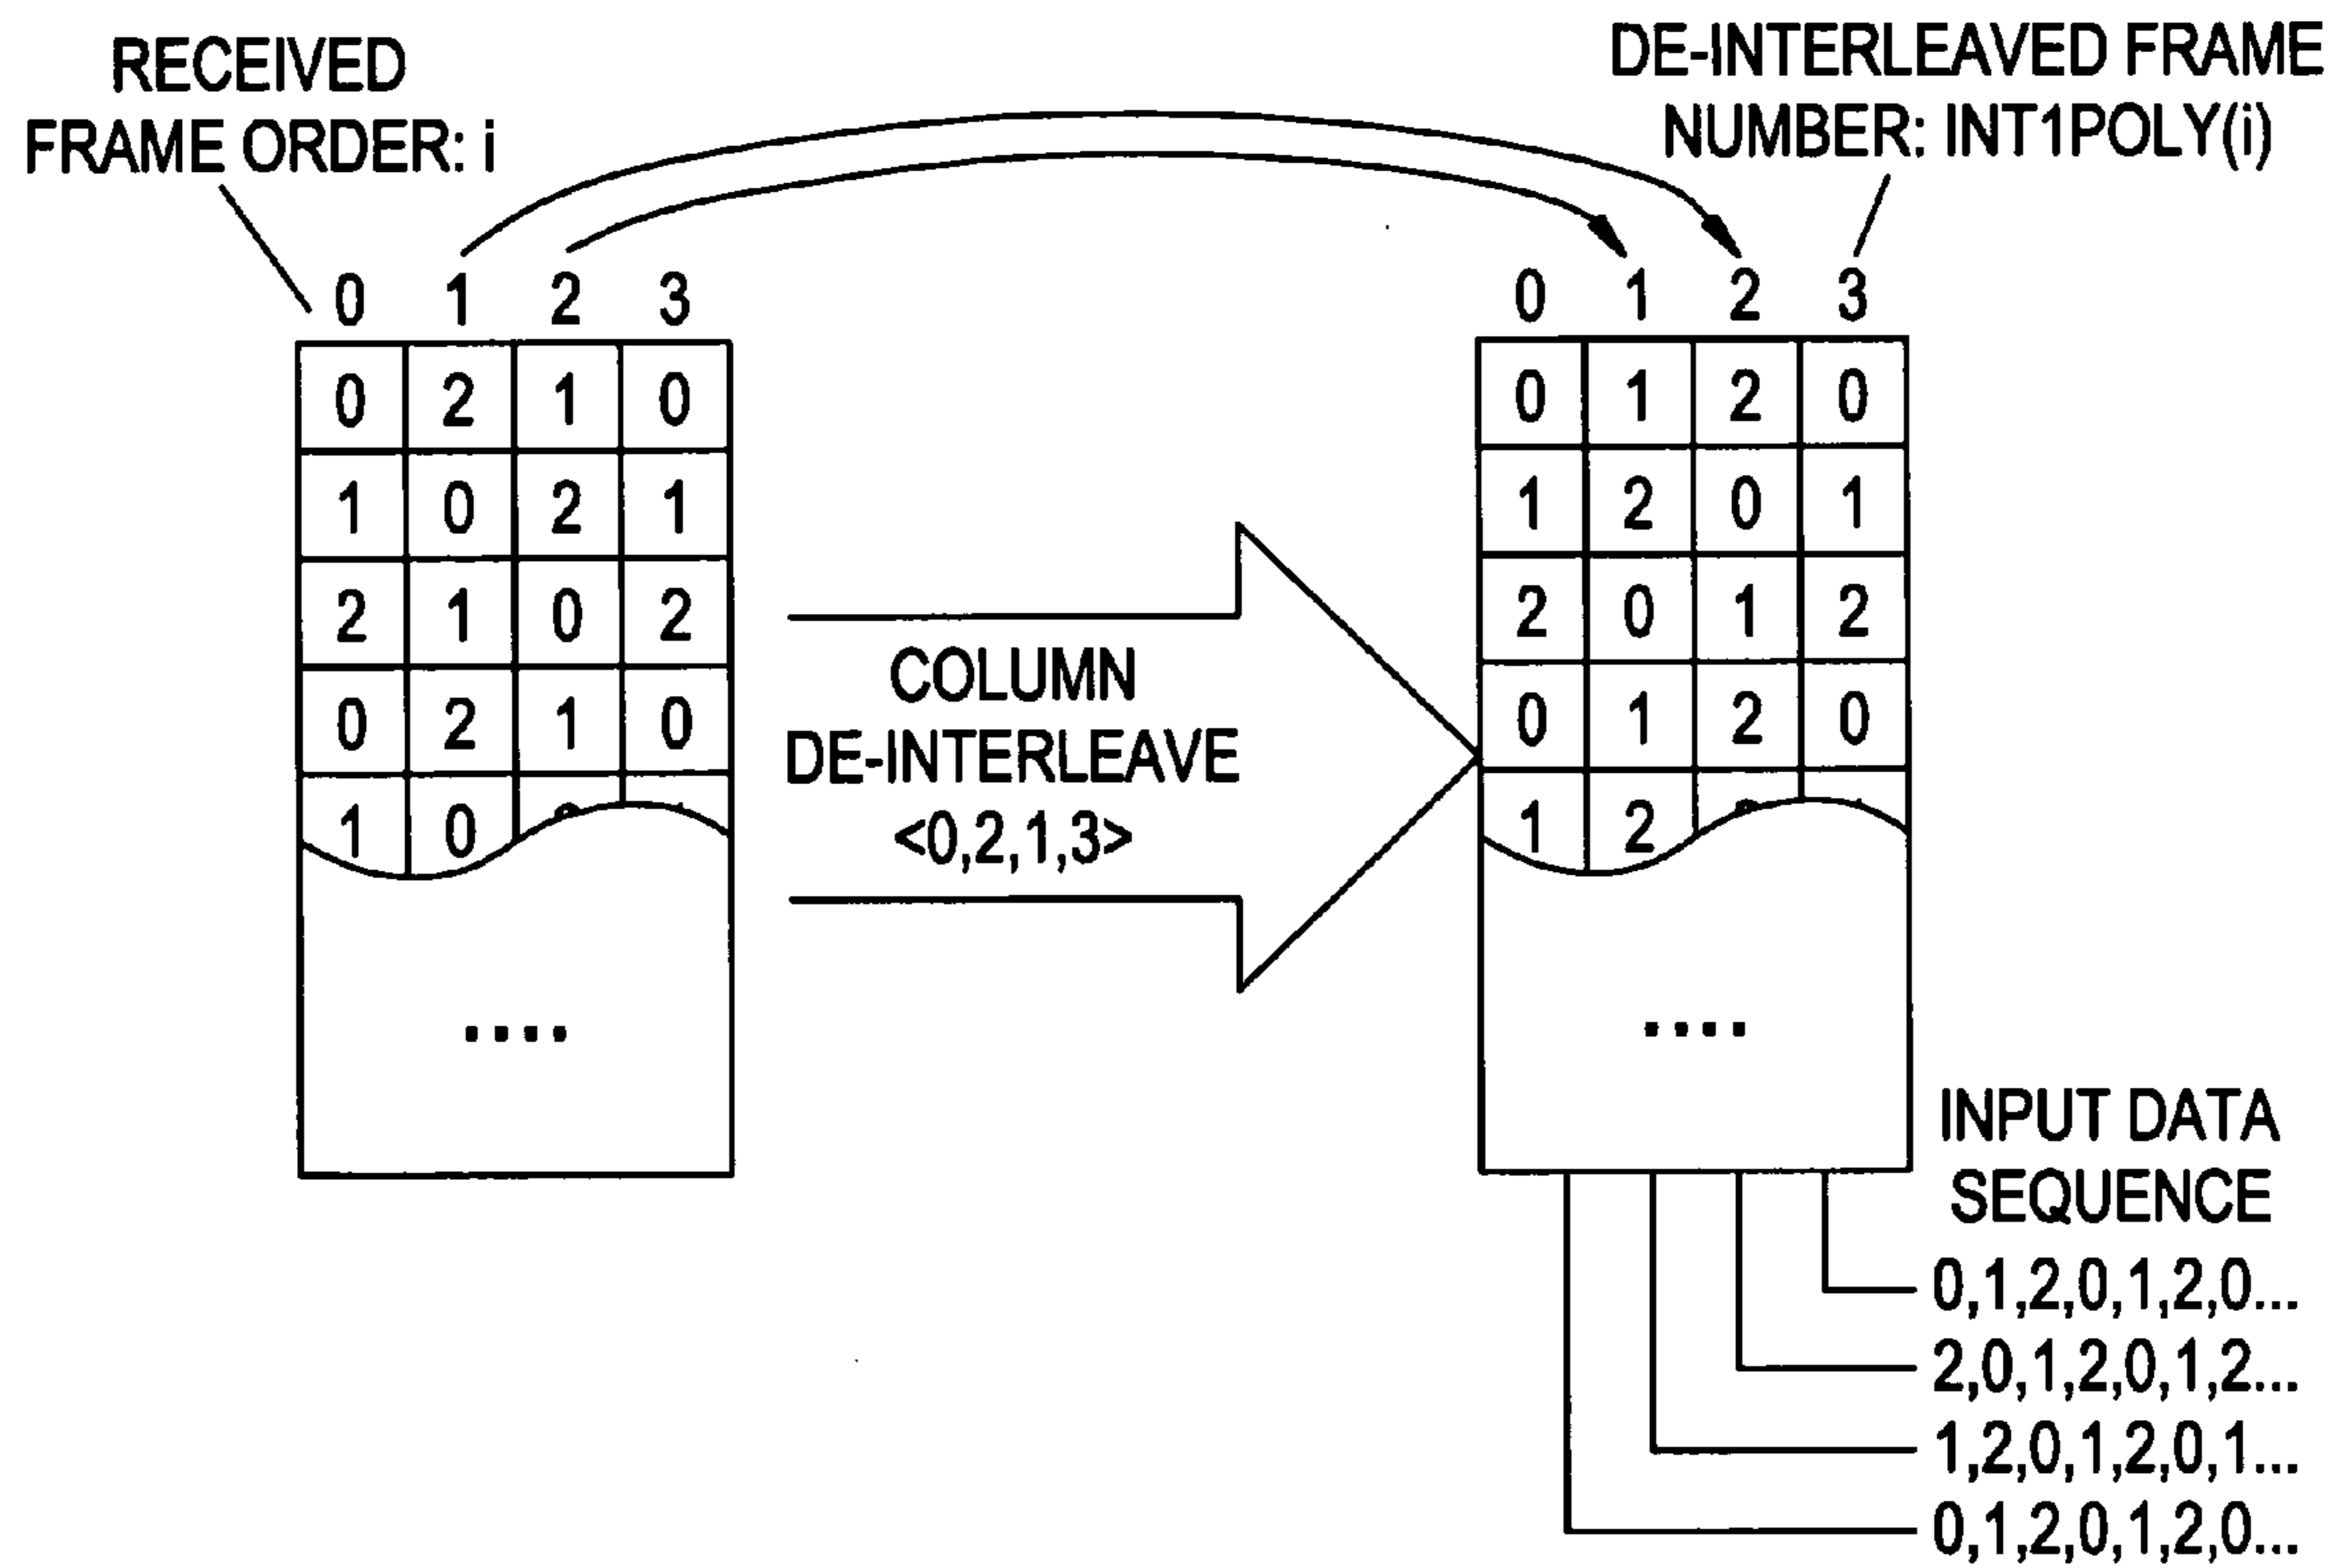 RECEIVED
FRAME ORDER: i
DE-INTERLEAVED FRAME
NUMBER: INT1POLY(i)
0 1 2 3
0 2 1 0
1 0 2 1
2 1 0 2
0 2 1 0
1 0
....
COLUMN
DE-INTERLEAVE
<0,2,1,3>
0 1 2 3
0 1 2 0
1 2 0 1
2 0 1 2
0 1 2 0
1 2
....
INPUT DATA
SEQUENCE
0,1,2,0,1,2,0...
2,0,1,2,0,1,2...
1,2,0,1,2,0,1...
0,1,2,0,1,2,0...